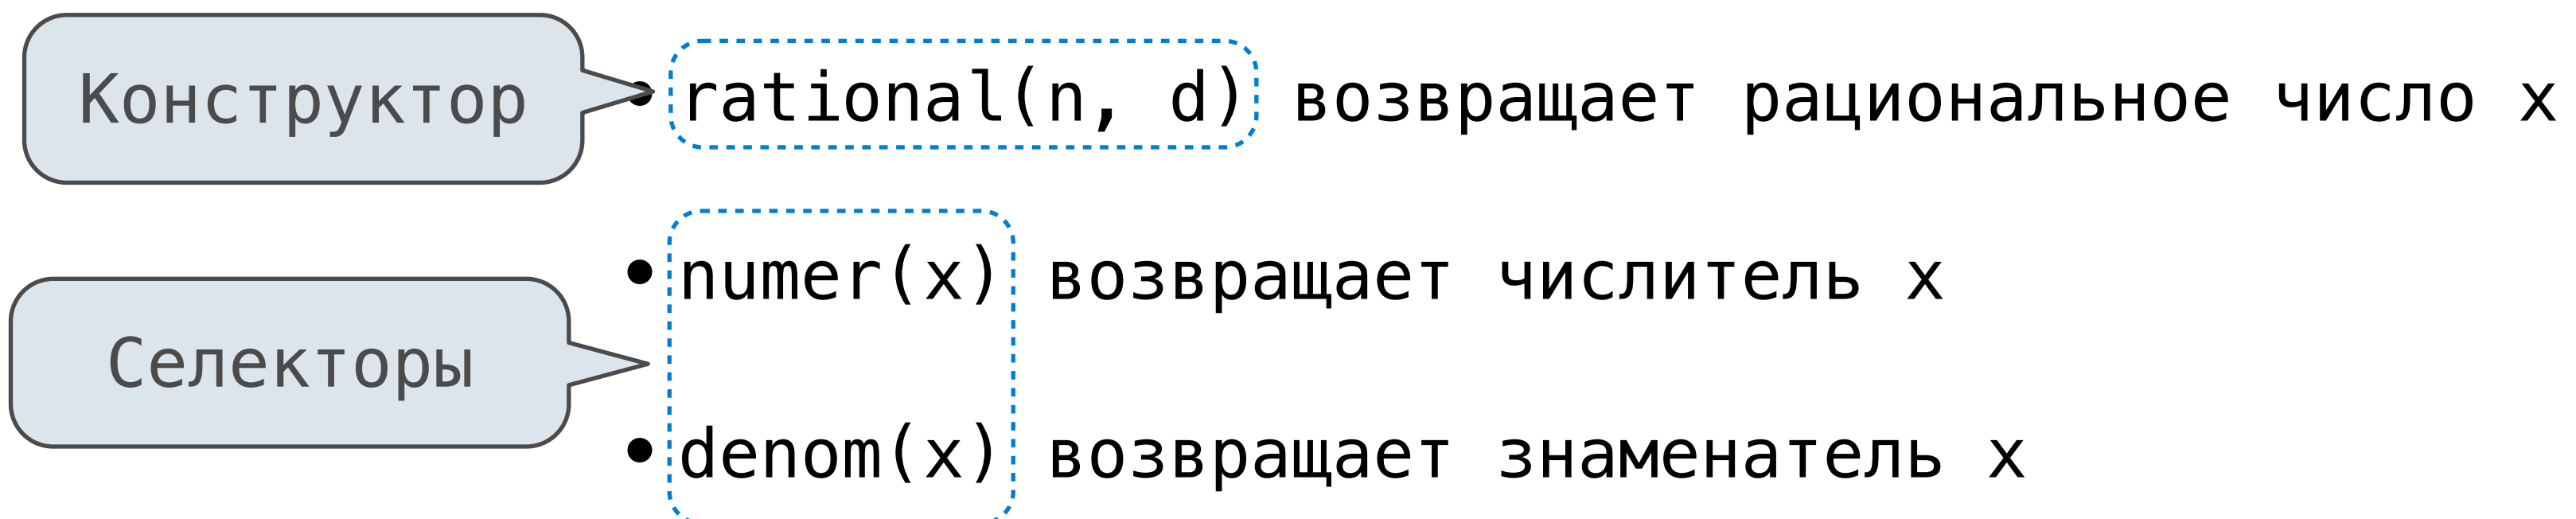 Конструктор
• rational(n, d) возвращает рациональное число x
• numer(x) возвращает числитель x
Селекторы
• denom(x) возвращает знаменатель x